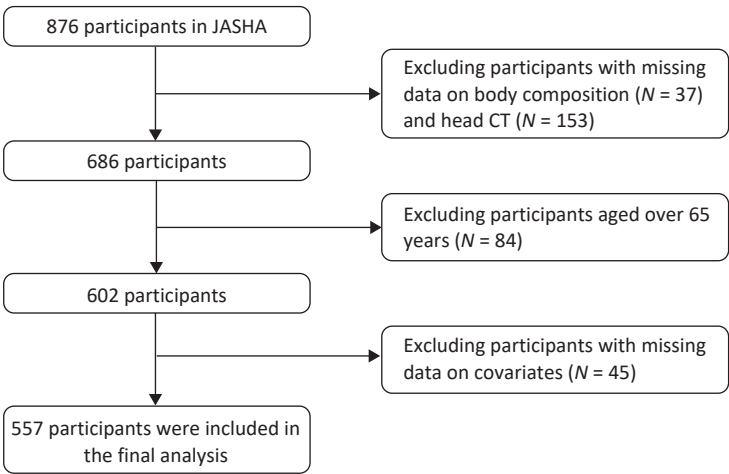 876 participants in JASHA
Excluding participants with missing
data on body composition (N = 37)
and head CT (N = 153)
686 participants
Excluding participants aged over 65
years (N = 84)
602 participants
Excluding participants with missing
data on covariates (N = 45)
557 participants were included in
the final analysis